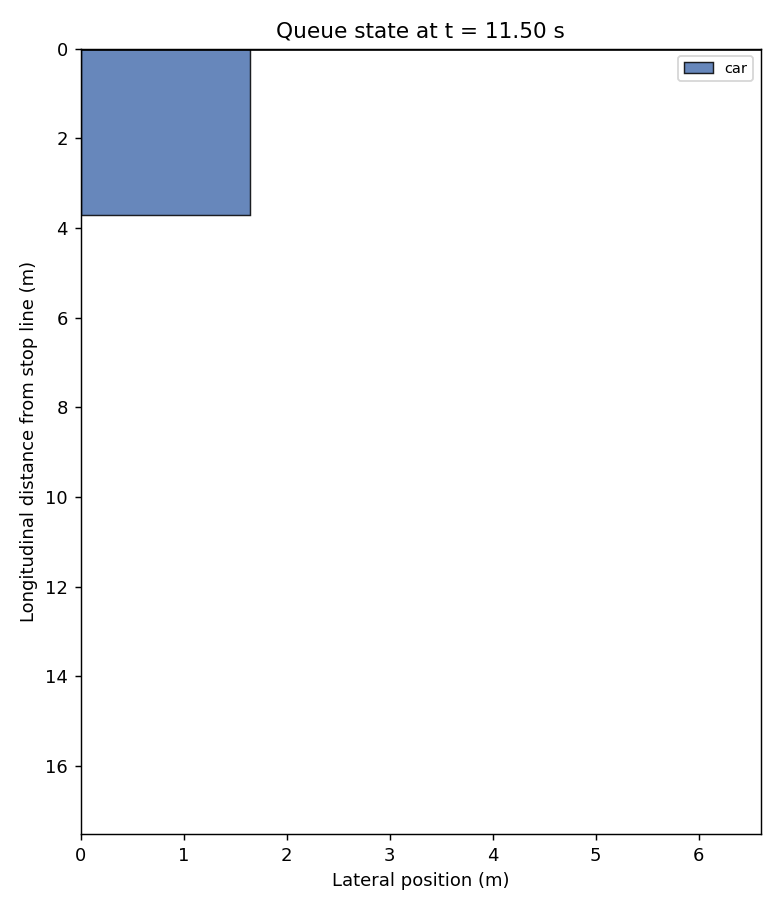 Queue state at t = 11.50 s
car
0
2
4
6
8
10
12
14
16
Longitudinal distance from stop line (m)
0 1 2 3 4 5 6
Lateral position (m)